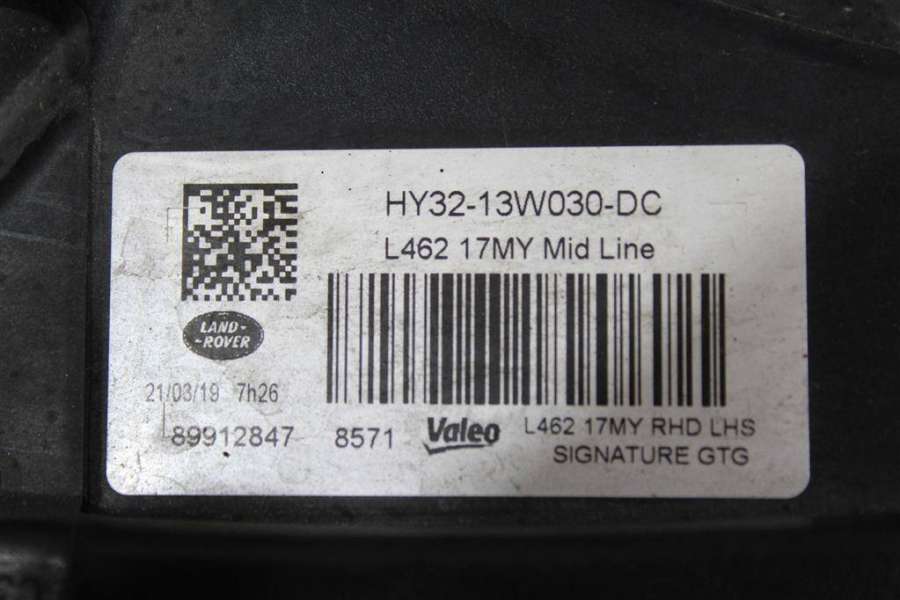 HY32-13W030-DC
L462 17MY Mid Line
LAND-
-ROVER
21/03/19 7h26
89912847 8571 Valeo L462 17MY RHD LHS
SIGNATURE GTG